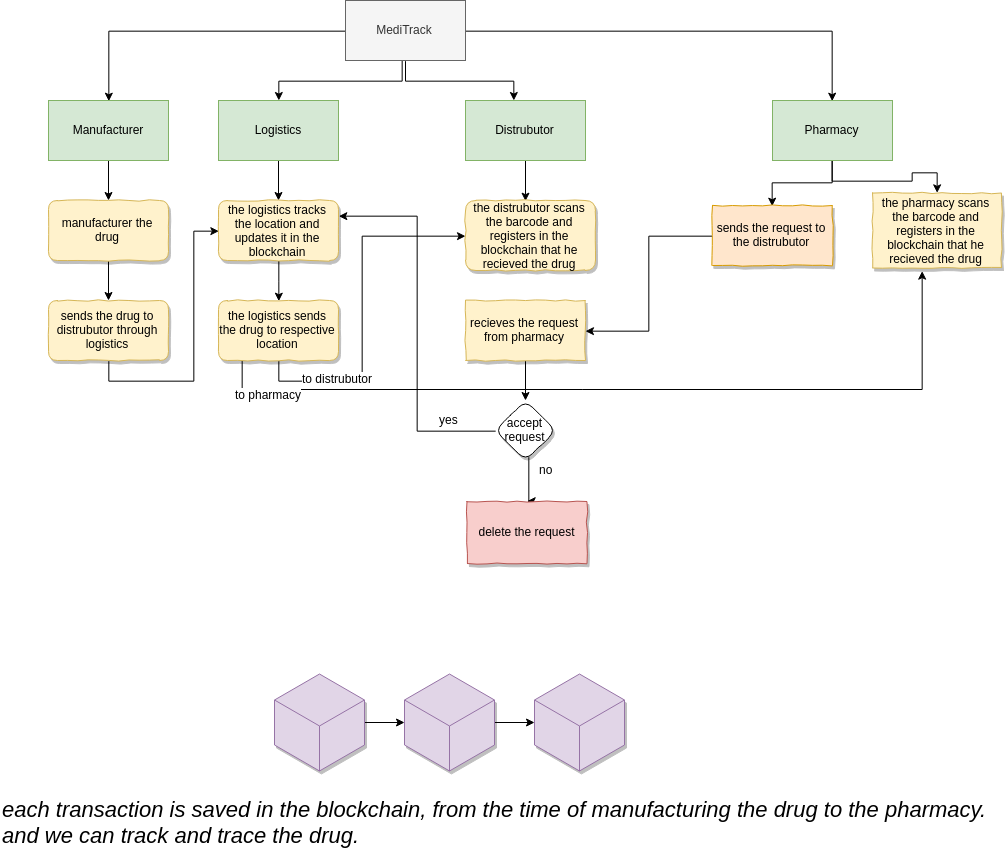 MediTrack
Manufacturer
Logistics
Distrubutor
Pharmacy
manufacturer the
drug
the logistics tracks
the location and
updates it in the
blockchain
the distrubutor scans
the barcode and
registers in the
blockchain that he
recieved the drug
sends the request to
the distrubutor
the pharmacy scans
the barcode and
registers in the
blockchain that he
recieved the drug
sends the drug to
distrubutor through
logistics
the logistics sends
the drug to respective
location
recieves the request
from pharmacy
to distrubutor
to pharmacy
yes
accept
request
no
delete the request
each transaction is saved in the blockchain, from the time of manufacturing the drug to the pharmacy.
and we can track and trace the drug.